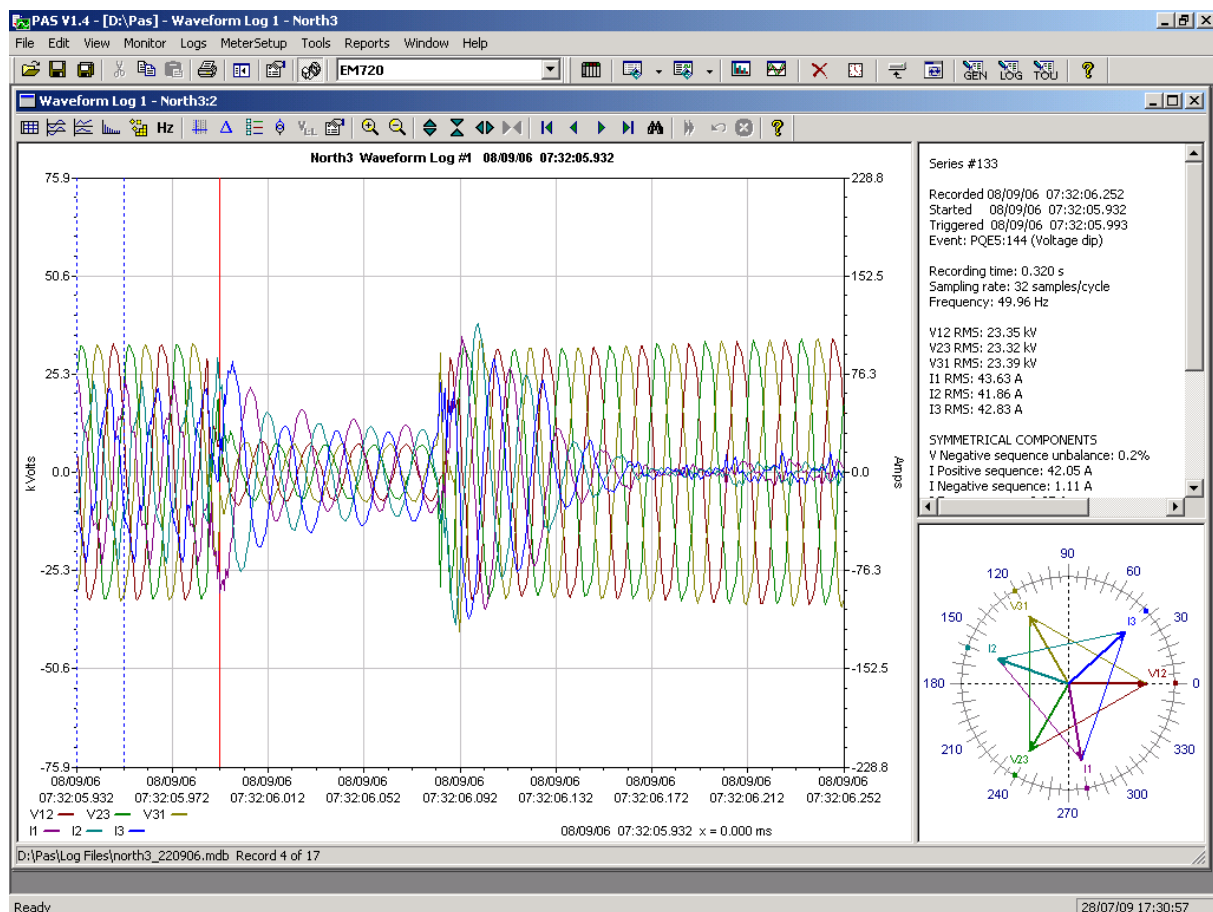 PAS V1.4 - [D:\Pas] - Waveform Log 1 - North3
File Edit View Monitor Logs MeterSetup Tools Reports Window Help
EM720
GEN LOG TOU
Waveform Log 1 - North3:2
Hz VLL
North3 Waveform Log #1 08/09/06 07:32:05.932
75.9
50.6
25.3
0.0
-25.3
-50.6
-75.9
kVolts
228.8
152.5
76.3
0.0
-76.3
-152.5
-228.8
Amps
08/09/06 08/09/06 08/09/06 08/09/06 08/09/06 08/09/06 08/09/06 08/09/06 08/09/06
07:32:05.932 07:32:05.972 07:32:06.012 07:32:06.052 07:32:06.092 07:32:06.132 07:32:06.172 07:32:06.212 07:32:06.252
V12 V23 V31
I1 I2 I3
08/09/06 07:32:05.932 x = 0.000 ms
Series #133
Recorded 08/09/06 07:32:06.252
Started 08/09/06 07:32:05.932
Triggered 08/09/06 07:32:05.993
Event: PQE5:144 (Voltage dip)
Recording time: 0.320 s
Sampling rate: 32 samples/cycle
Frequency: 49.96 Hz
V12 RMS: 23.35 kV
V23 RMS: 23.32 kV
V31 RMS: 23.39 kV
I1 RMS: 43.63 A
I2 RMS: 41.86 A
I3 RMS: 42.83 A
SYMMETRICAL COMPONENTS
V Negative sequence unbalance: 0.2%
I Positive sequence: 42.05 A
I Negative sequence: 1.11 A
90
120 60
150 30
180 0
210 330
240 300
270
V31
I3
I2
V12
V23
I1
D:\Pas\Log Files\north3_220906.mdb Record 4 of 17
Ready
28/07/09 17:30:57